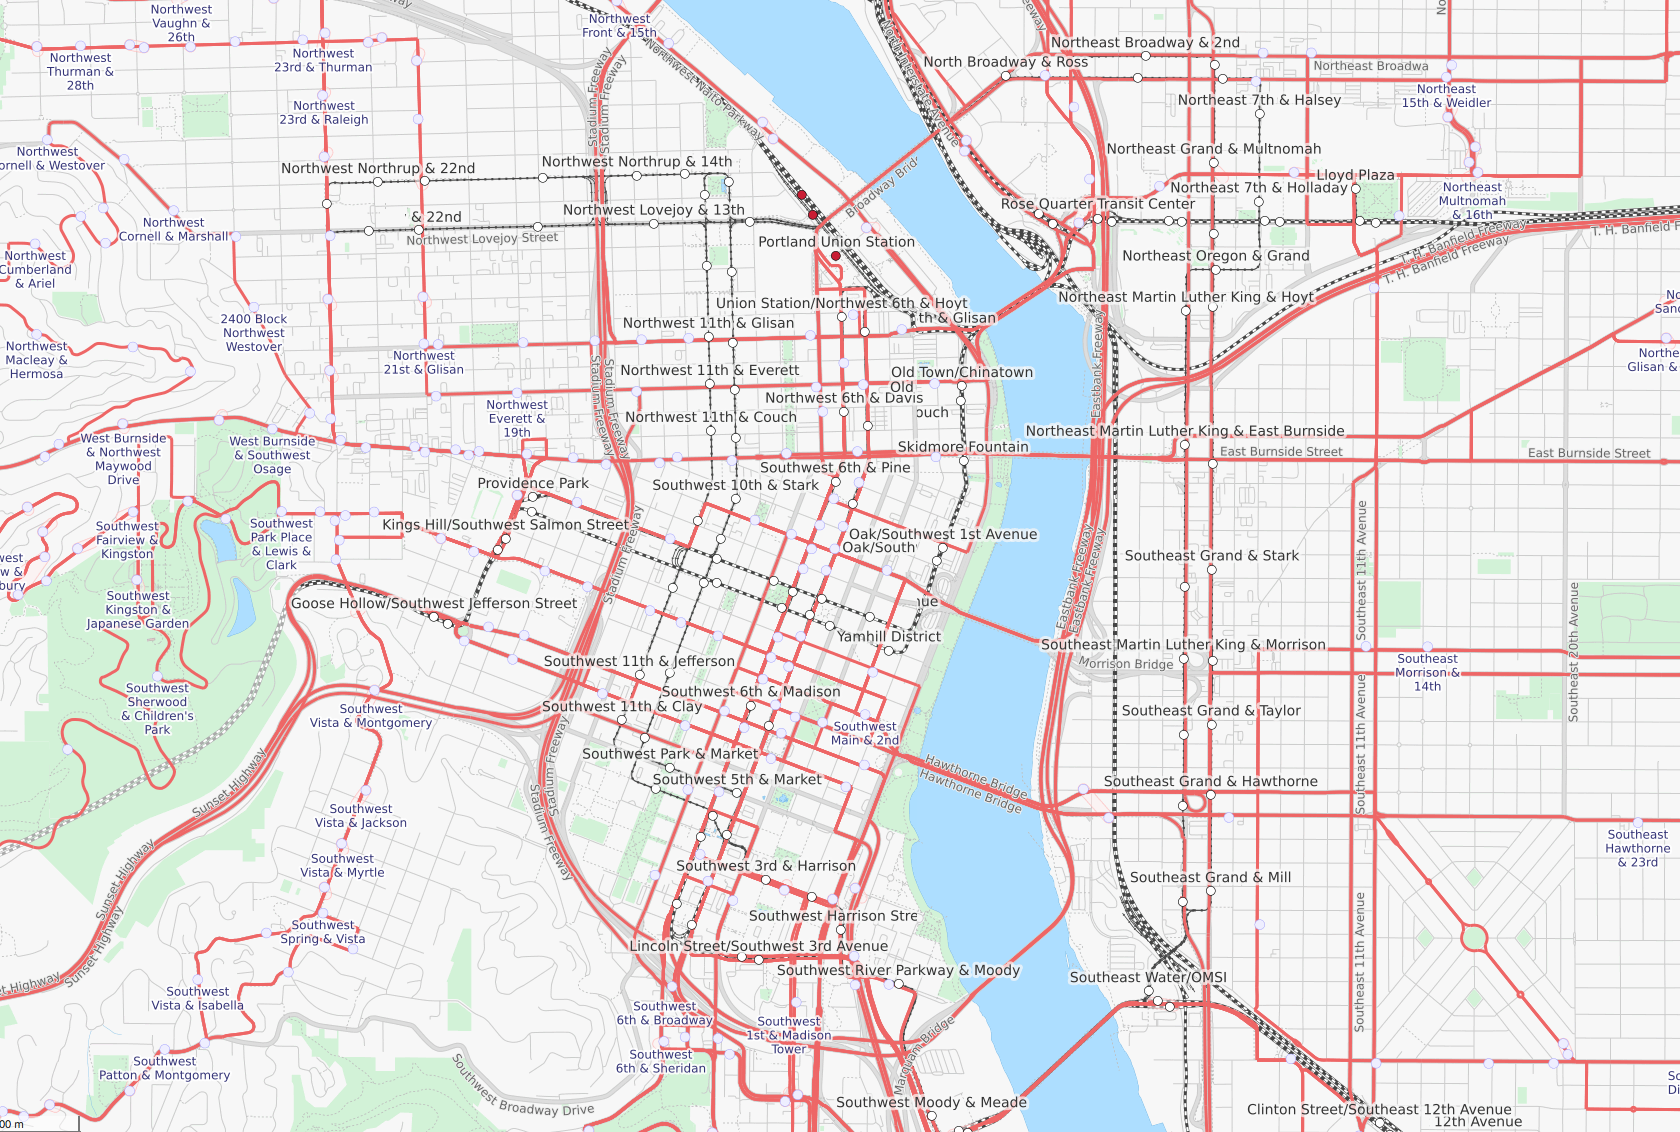 Northwest
Vaughn &
26th
Northwest
Thurman &
28th
Northwest
23rd & Thurman
Northwest
Front & 15th
Northwest Naito Parkway
Northeast Broadway & 2nd
North Broadway & Ross
Northeast Broadwa
Northwest
23rd & Raleigh
Stadium Freeway
Stadium Freeway
North Interstate Avenue
Northeast 7th & Halsey
Northeast
15th & Weidler
Northwest
ornell & Westover
Northwest Northrup & 22nd
Northwest Northrup & 14th
Broadway Bridg
Northeast Grand & Multnomah
Lloyd Plaza
Northeast 7th & Holladay
Northeast
Multnomah
& 16th
Northwest
Cornell & Marshall
& 22nd
Northwest Lovejoy & 13th
Northwest Lovejoy Street
Rose Quarter Transit Center
Portland Union Station
T. H. Banfield Freeway
T. H. Banfield Freeway
T. H. Banfield F
Northwest
Cumberland
& Ariel
Northeast Oregon & Grand
Northeast Martin Luther King & Hoyt
Union Station/Northwest 6th & Hoyt
th & Glisan
2400 Block
Northwest
Westover
Northwest 11th & Glisan
Northwest
Macleay &
Hermosa
Northwest
21st & Glisan
Eastbank Freeway
Northe
Glisan &
Northwest 11th & Everett
Old Town/Chinatown
Old
Northwest 6th & Davis
ouch
Northwest
Everett &
19th
Northwest 11th & Couch
Stadium Freeway
Stadium Freeway
Northeast Martin Luther King & East Burnside
East Burnside Street
East Burnside Street
West Burnside
& Northwest
Maywood
Drive
West Burnside
& Southwest
Osage
Skidmore Fountain
Southwest 6th & Pine
Providence Park
Southwest 10th & Stark
Southwest
Fairview &
Kingston
Southwest
Park Place
& Lewis &
Clark
Kings Hill/Southwest Salmon Street
Oak/Southwest 1st Avenue
Oak/South
Southeast Grand & Stark
west
w &
bury
Stadium Freeway
Eastbank Freeway
Eastbank Freeway
Southeast 11th Avenue
Southeast 20th Avenue
Southwest
Kingston &
Japanese Garden
Goose Hollow/Southwest Jefferson Street
nue
Yamhill District
Southeast Martin Luther King & Morrison
Morrison Bridge
Southeast
Morrison &
14th
Southwest 11th & Jefferson
Southwest 6th & Madison
Southwest 11th & Clay
Southwest
Sherwood
& Children's
Park
Southwest
Vista & Montgomery
Southwest
Main & 2nd
Southeast Grand & Taylor
Southeast 11th Avenue
Southwest Park & Market
Southwest 5th & Market
Hawthorne Bridge
Hawthorne Bridge
Southeast Grand & Hawthorne
Sunset Highway
Stadium Freeway
Stadium Freeway
Southwest
Vista & Jackson
Southeast
Hawthorne
& 23rd
Southwest
Vista & Myrtle
Southwest 3rd & Harrison
Southeast Grand & Mill
Sunset Highway
Sunset Highway
Southwest Harrison Stre
Southwest
Spring & Vista
Lincoln Street/Southwest 3rd Avenue
Southwest River Parkway & Moody
Southeast Water/OMSI
Southeast 11th Avenue
et Highway
Southwest
Vista & Isabella
Southwest
6th & Broadway
Southwest
1st & Madison
Tower
Marquam Bridge
Southwest
Patton & Montgomery
Southwest
6th & Sheridan
Southwest Broadway Drive
Southwest Moody & Meade
Clinton Street/Southeast 12th Avenue
12th Avenue
00 m